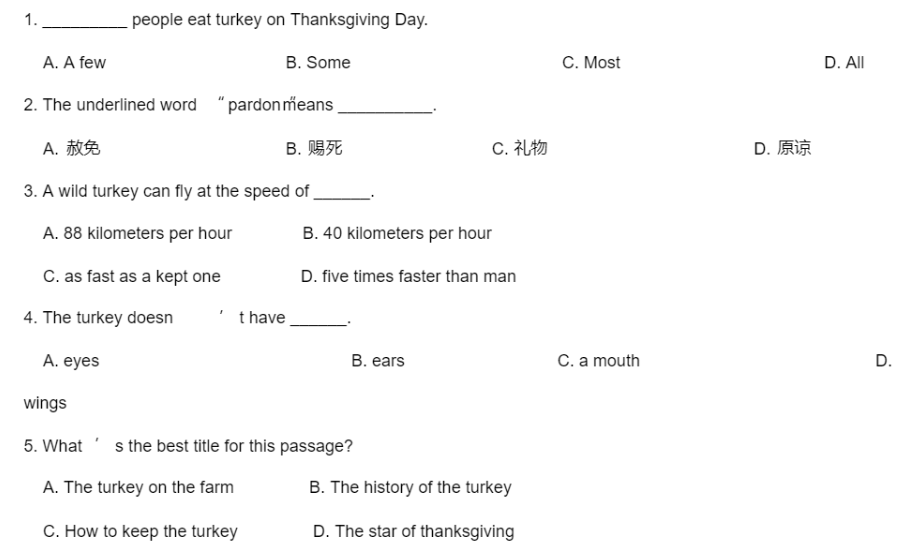 1. _________ people eat turkey on Thanksgiving Day.
A. A few B. Some C. Most D. All
2. The underlined word “pardon” means __________.
A. 赦免 B. 赐死 C. 礼物 D. 原谅
3. A wild turkey can fly at the speed of ______.
A. 88 kilometers per hour B. 40 kilometers per hour
C. as fast as a kept one D. five times faster than man
4. The turkey doesn ′ t have ______.
A. eyes B. ears C. a mouth D.
wings
5. What ′ s the best title for this passage?
A. The turkey on the farm B. The history of the turkey
C. How to keep the turkey D. The star of thanksgiving